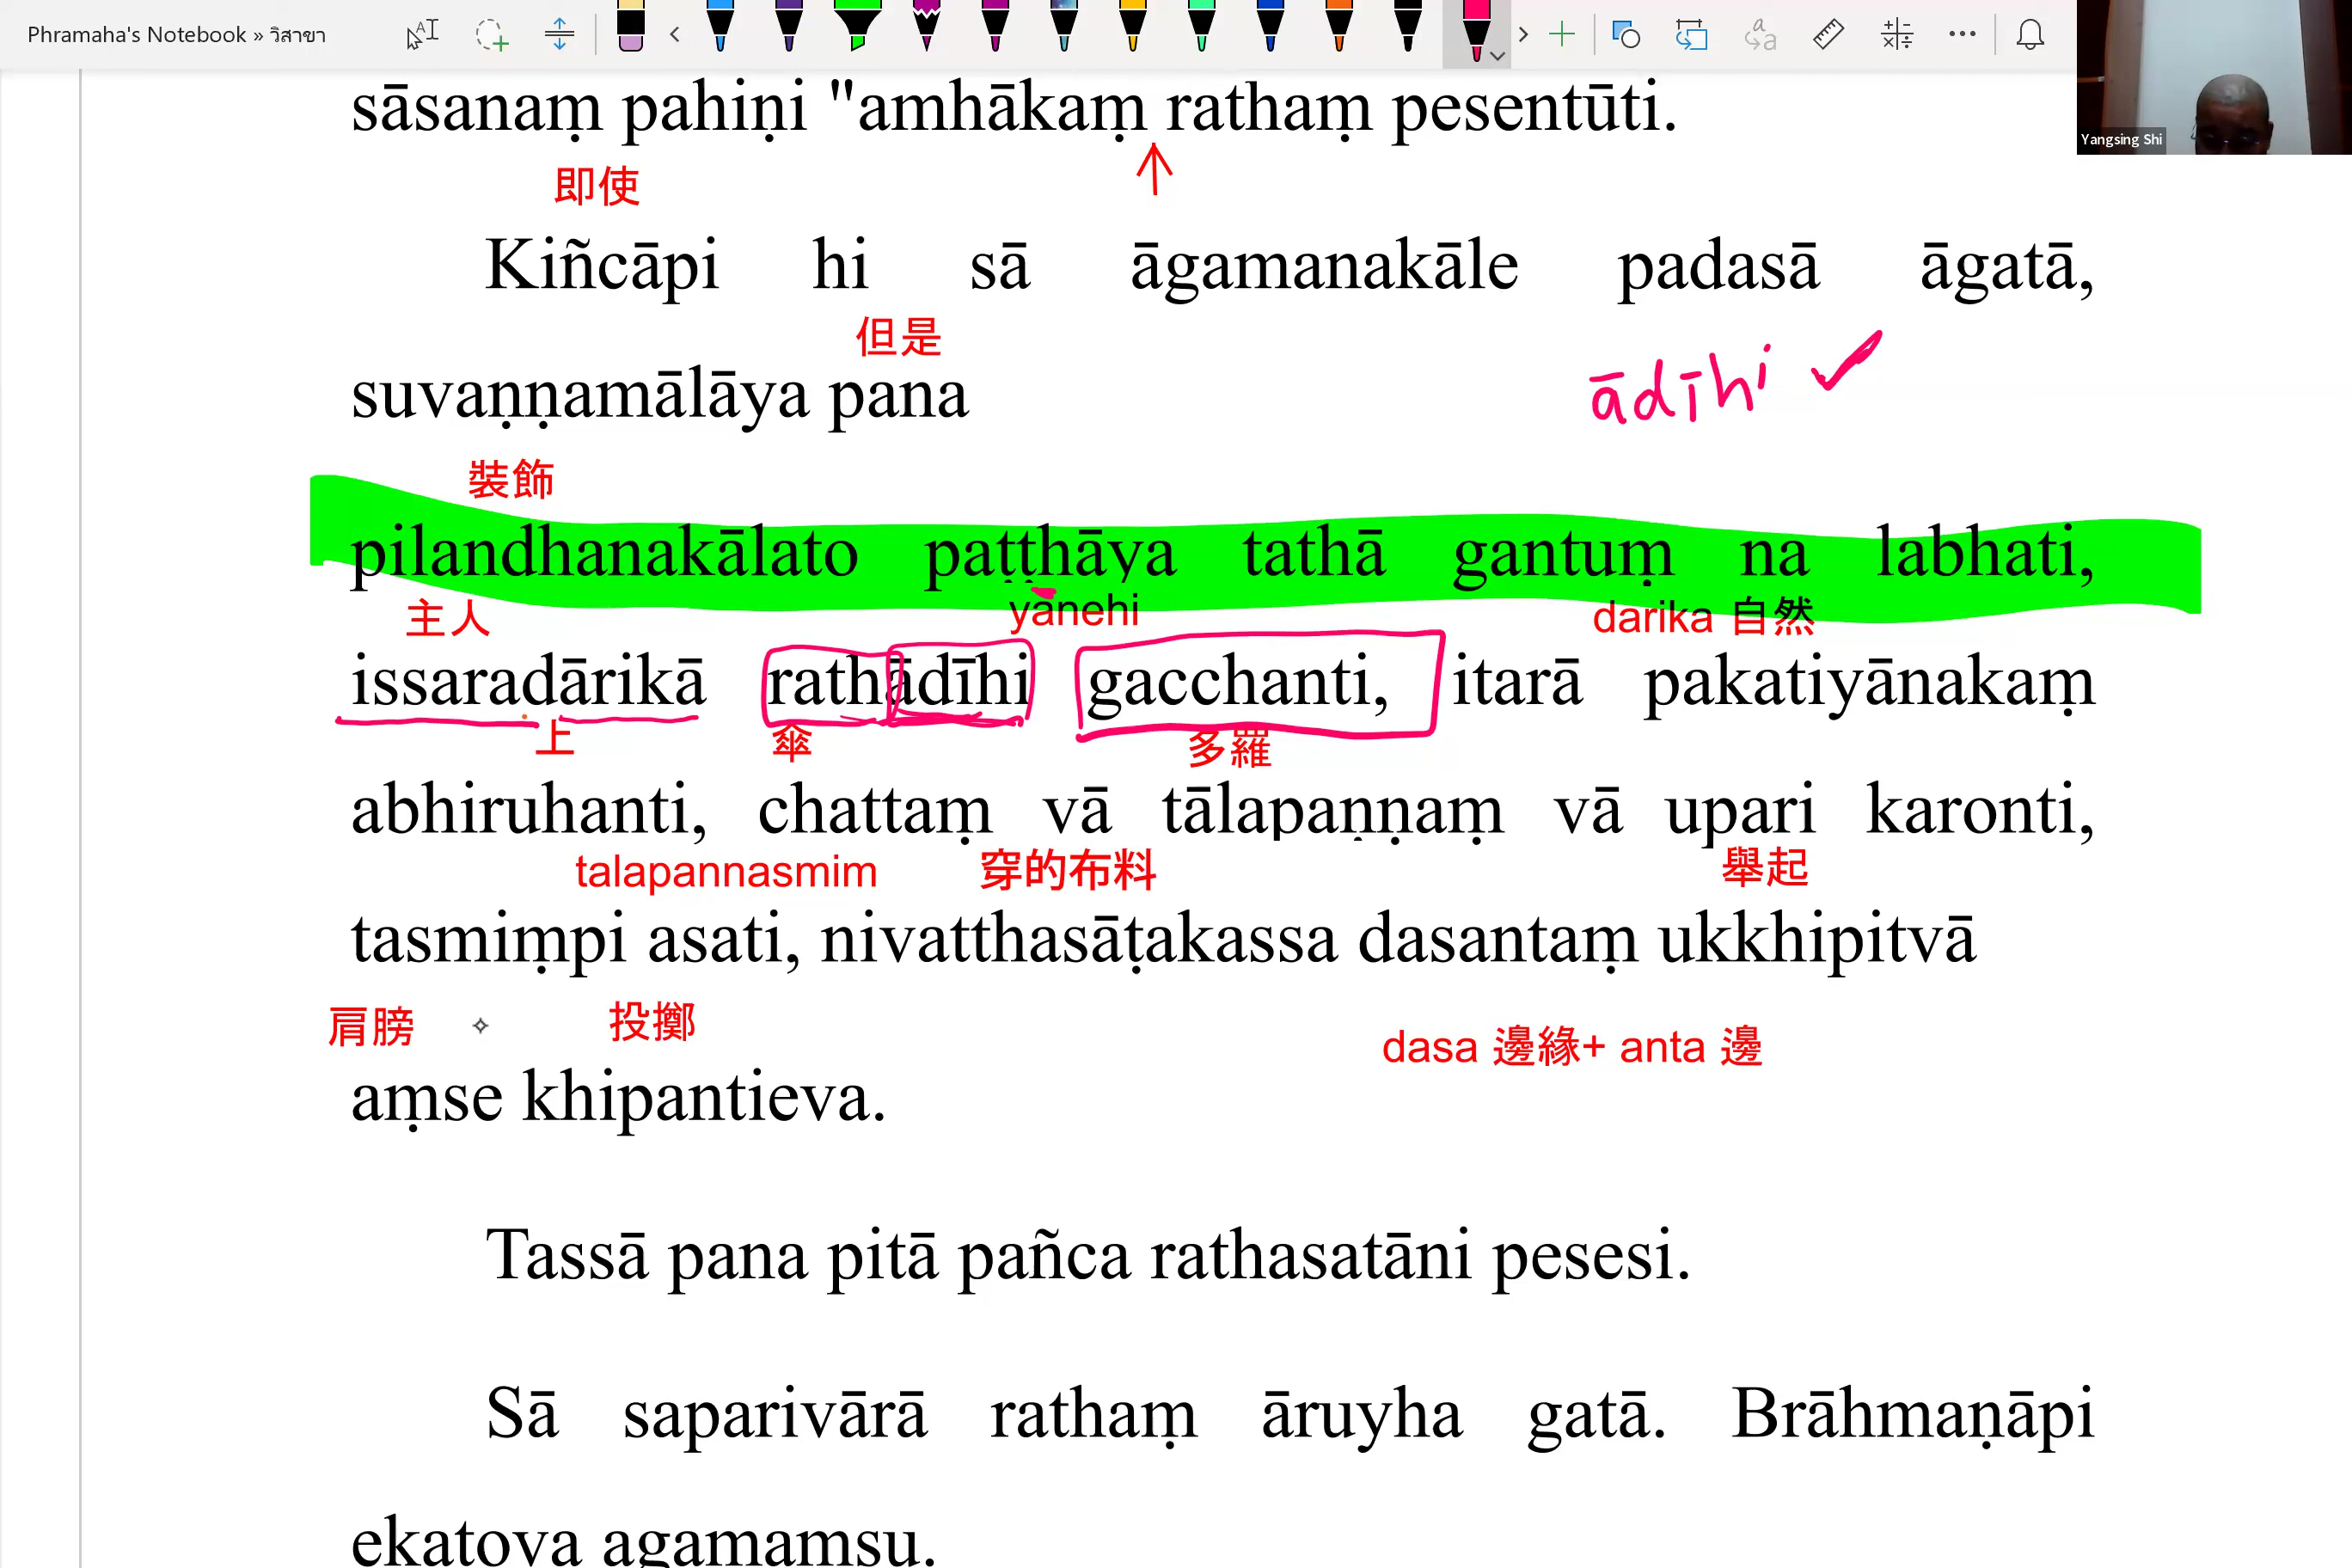 Phramaha's Notebook » วิสาขา
Yangsing Shi
sāsanaṃ pahiṇi "amhākaṃ rathaṃ pesentūti.
即使
Kiñcāpi hi sā āgamanakāle padasā āgatā,
但是
suvaṇṇamālāya pana
ādīhi ✓
裝飾
pilandhanakālato paṭṭhāya tathā gantuṃ na labhati,
主人 yanehi darika 自然
issaradārikā rathādīhi gacchanti, itarā pakatiyānakaṃ
上 傘 多羅
abhiruhanti, chattaṃ vā tālapaṇṇaṃ vā upari karonti,
talapannasmim 穿的布料 舉起
tasmiṃpi asati, nivatthasāṭakassa dasantaṃ ukkhipitvā
肩膀 投擲 dasa 邊緣+ anta 邊
aṃse khipantieva.
Tassā pana pitā pañca rathasatāni pesesi.
Sā saparivārā rathaṃ āruyha gatā. Brāhmaṇāpi
ekatova agamaṃsu.